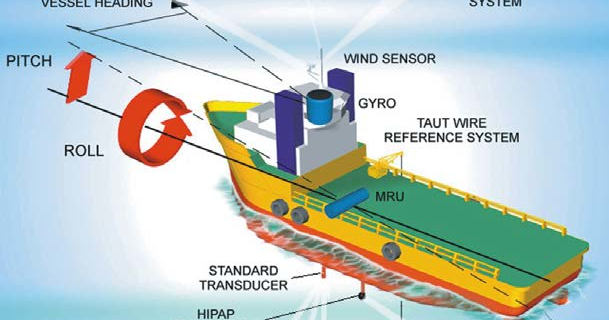 VESSEL HEADING
SYSTEM
PITCH
WIND SENSOR
GYRO
TAUT WIRE
REFERENCE SYSTEM
ROLL
MRU
STANDARD
TRANSDUCER
HIPAP